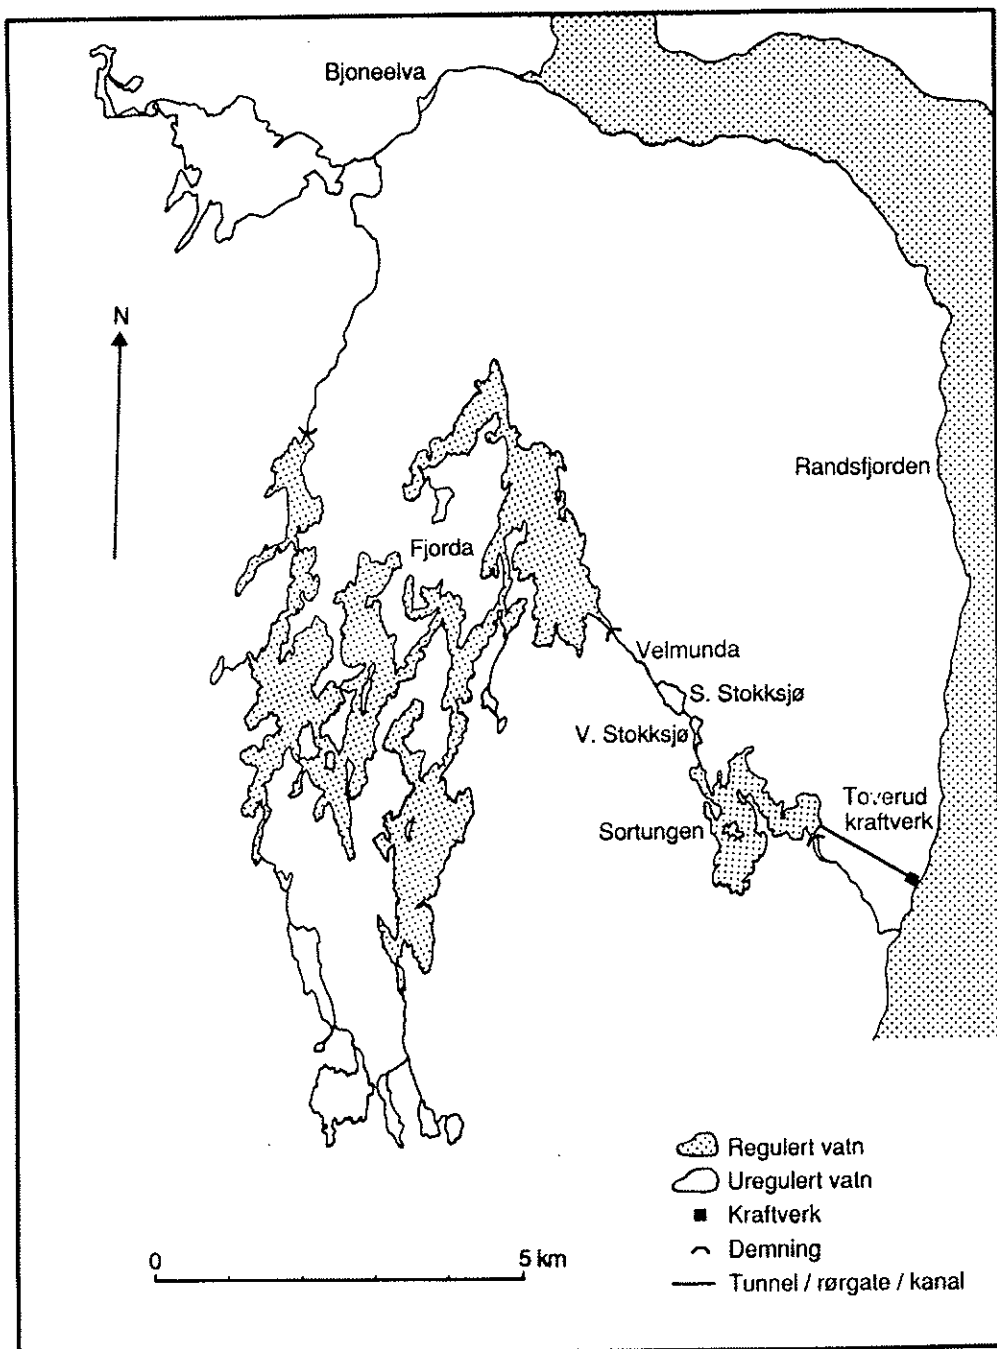 Bjoneelva
N
Randsfjorden
Fjorda
Velmunda
S. Stokksjø
V. Stokksjø
Toverud
kraftverk
Sortungen
Regulert vatn
Uregulert vatn
Kraftverk
Demning
Tunnel / rørgate / kanal
0 5 km